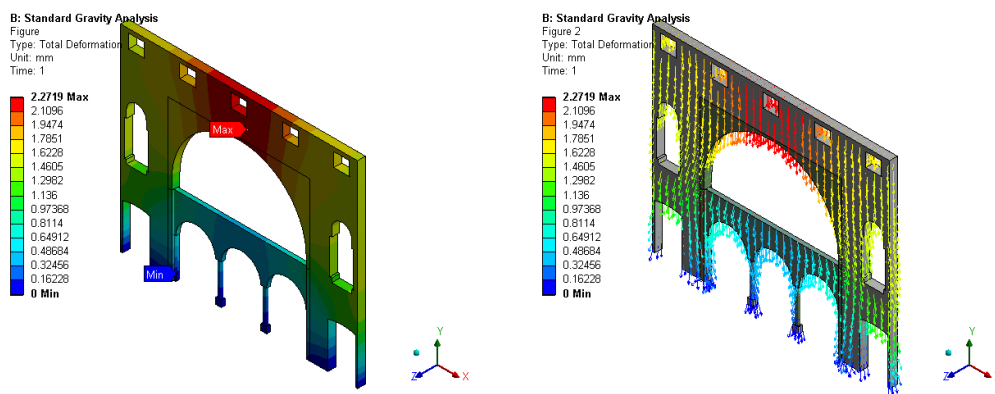 B: Standard Gravity Analysis
Figure
Type: Total Deformation
Unit: mm
Time: 1
2.2719 Max
2.1096
1.9474
1.7851
1.6228
1.4605
1.2982
1.136
0.97368
0.8114
0.64912
0.48684
0.32456
0.16228
0 Min
Max
Min
Y
Z
X
B: Standard Gravity Analysis
Figure 2
Type: Total Deformation
Unit: mm
Time: 1
2.2719 Max
2.1096
1.9474
1.7851
1.6228
1.4605
1.2982
1.136
0.97368
0.8114
0.64912
0.48684
0.32456
0.16228
0 Min
Y
Z